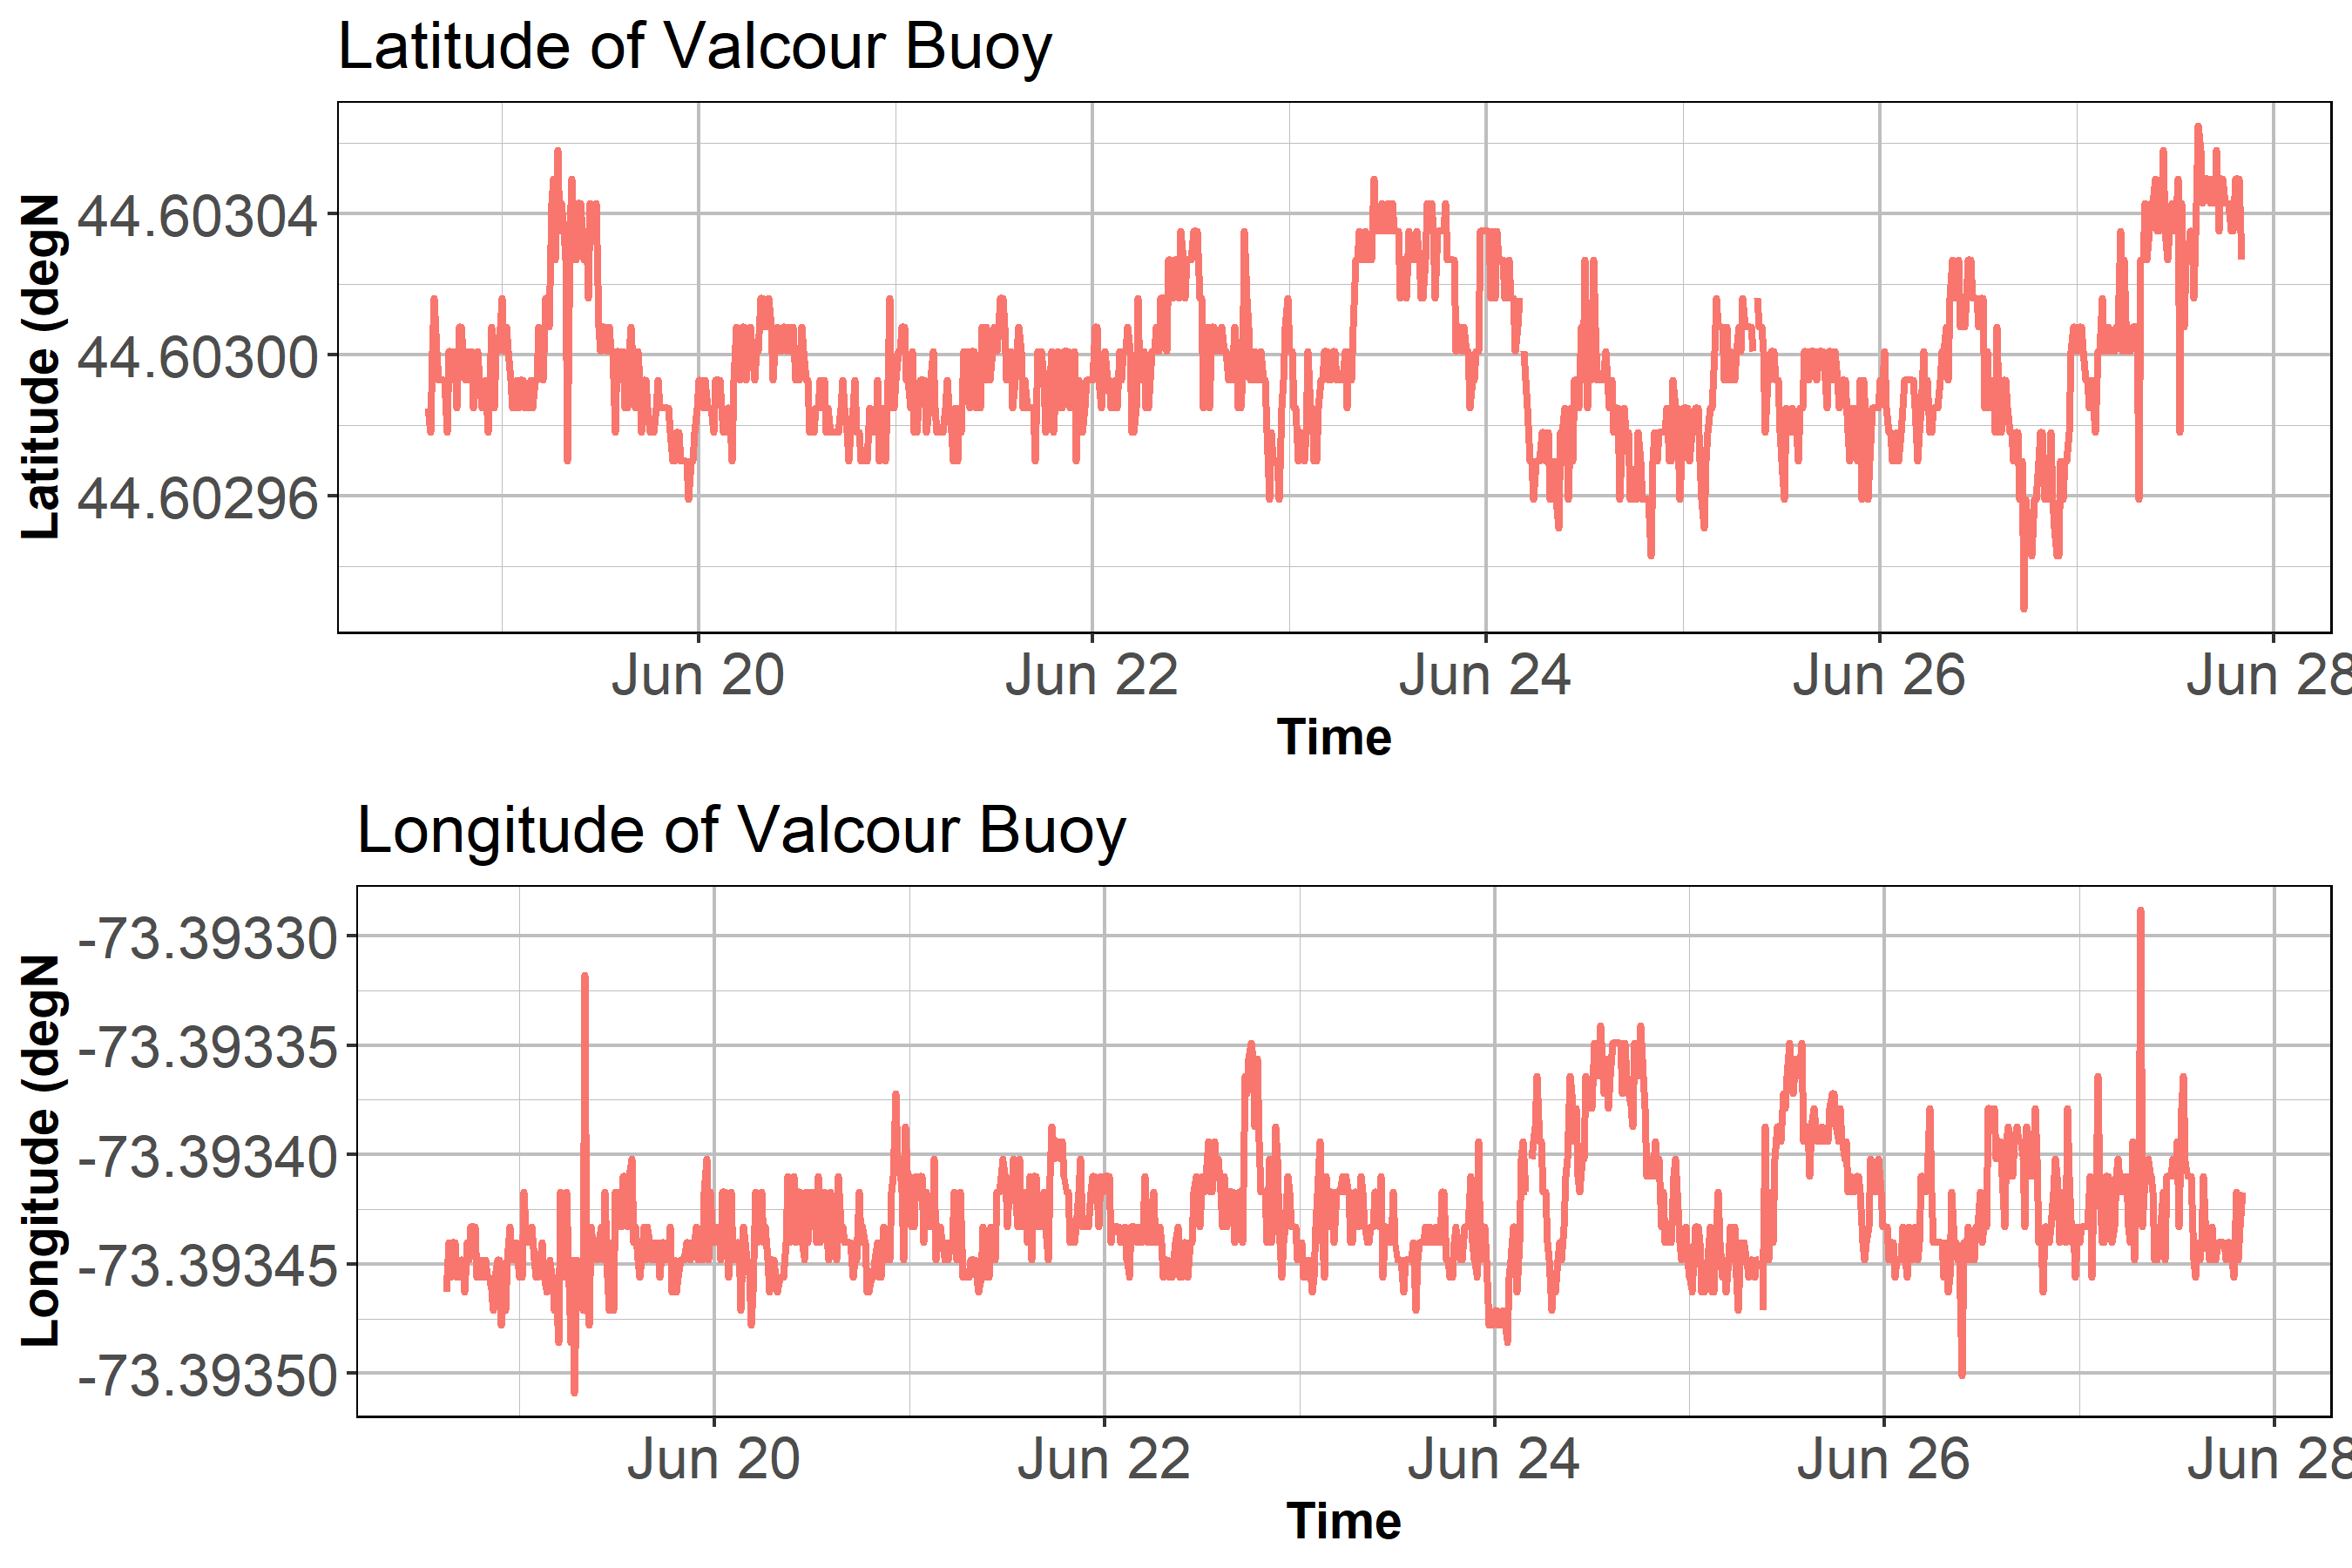 Latitude of Valcour Buoy
Latitude (degN
44.60304
44.60300
44.60296
Jun 20 Jun 22 Jun 24 Jun 26 Jun 28
Time
Longitude of Valcour Buoy
Longitude (degN
-73.39330
-73.39335
-73.39340
-73.39345
-73.39350
Jun 20 Jun 22 Jun 24 Jun 26 Jun 28
Time